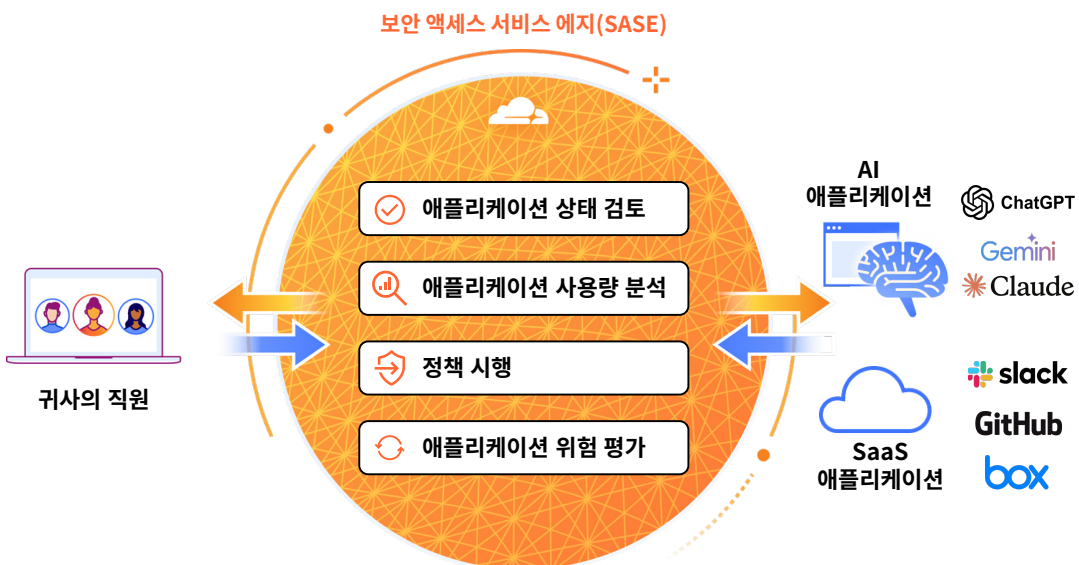 보안 액세스 서비스 에지(SASE)
애플리케이션 상태 검토
애플리케이션 사용량 분석
정책 시행
애플리케이션 위험 평가
귀사의 직원
AI
애플리케이션
ChatGPT
Gemini
Claude
SaaS
애플리케이션
slack
GitHub
box